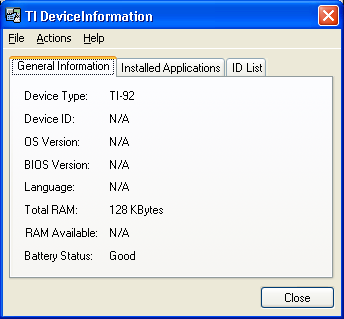 TI DeviceInformation
File Actions Help
General Information Installed Applications ID List
Device Type: TI-92
Device ID: N/A
OS Version: N/A
BIOS Version: N/A
Language: N/A
Total RAM: 128 KBytes
RAM Available: N/A
Battery Status: Good
Close